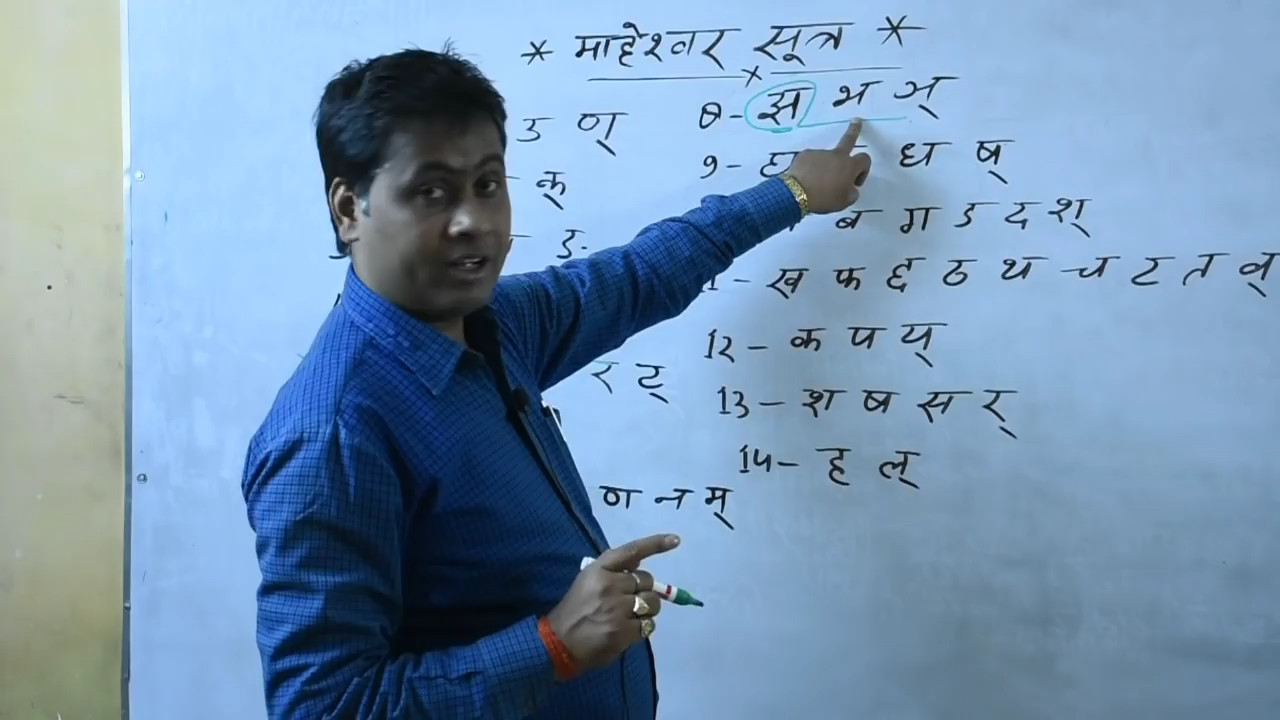 * माहेश्वर सूत्र *
उ ण्
क्
ङ
र ट्
ण न म्
8- झ भ ञ्
9- घ ध ष्
ब ग ड द श्
- ख फ छ ठ थ च ट त व्
12- क प य्
13- श ष स र्
14- ह ल्